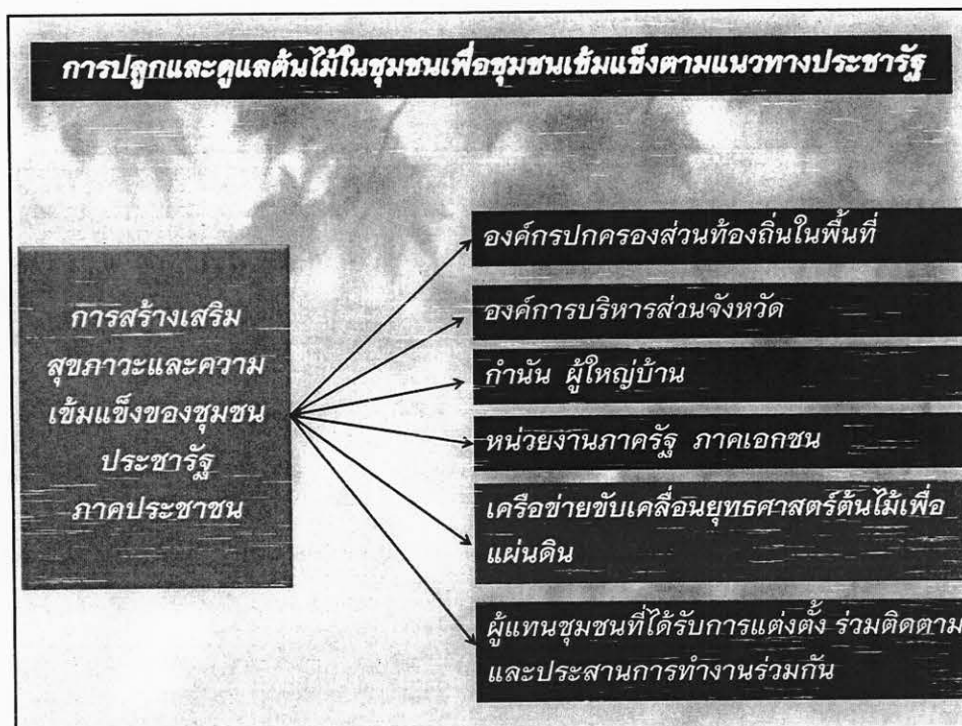 การปลูกและดูแลต้นไม้ในชุมชนเพื่อชุมชนเข้มแข็งตามแนวทางประชารัฐ
การสร้างเสริม
สุขภาวะและความ
เข้มแข็งของชุมชน
ประชารัฐ
ภาคประชาชน
องค์กรปกครองส่วนท้องถิ่นในพื้นที่
องค์การบริหารส่วนจังหวัด
กำนัน ผู้ใหญ่บ้าน
หน่วยงานภาครัฐ ภาคเอกชน
เครือข่ายขับเคลื่อนยุทธศาสตร์ต้นไม้เพื่อ
แผ่นดิน
ผู้แทนชุมชนที่ได้รับการแต่งตั้ง ร่วมติดตาม
และประสานการทำงานร่วมกัน